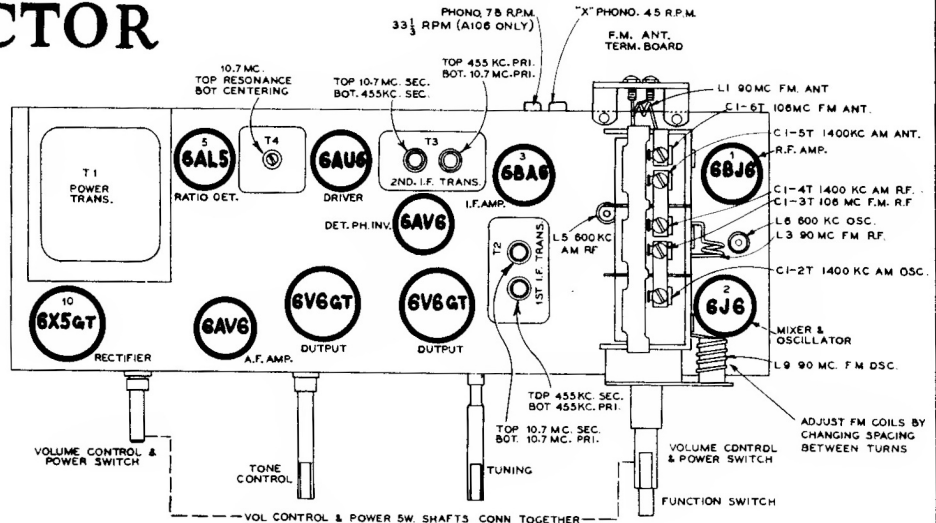 CTOR
PHONO, 78 R.P.M.
33⅓ RPM (A106 ONLY)
"X" PHONO. 45 R.P.M.
F.M. ANT.
TERM. BOARD
TOP 455 KC. PRI.
BOT. 10.7 MC. PRI.
10.7 MC.
TOP RESONANCE
BOT CENTERING
TOP 10.7 MC. SEC.
BOT. 455KC. SEC.
L1 90 MC FM. ANT
C1-6T 106MC FM ANT.
C1-5T 1400KC AM ANT.
R.F. AMP.
T1
POWER
TRANS.
5
6AL5
RATIO DET.
T4
6AU6
DRIVER
T3
2ND. I.F. TRANS.
3
6BA6
I.F. AMP.
1
6BJ6
DET. PH. INV.
6AV6
L5 600 KC
AM RF
C1-4T 1400 KC AM RF.
C1-3T 106 MC F.M. R.F
L6 600 KC OSC.
L3 90 MC FM RF.
T2
1ST I.F. TRANS.
C1-2T 1400 KC AM OSC.
10
6X5GT
RECTIFIER
6AV6
A.F. AMP.
6V6GT
OUTPUT
6V6GT
OUTPUT
2
6J6
MIXER &
OSCILLATOR
L9 90 MC. FM OSC.
TOP 455KC. SEC.
BOT 455KC. PRI.
TOP 10.7 MC. SEC.
BOT. 10.7 MC. PRI.
ADJUST FM COILS BY
CHANGING SPACING
BETWEEN TURNS
VOLUME CONTROL &
POWER SWITCH
TONE
CONTROL
TUNING
VOLUME CONTROL
& POWER SWITCH
FUNCTION SWITCH
VOL CONTROL & POWER SW. SHAFTS CONN TOGETHER